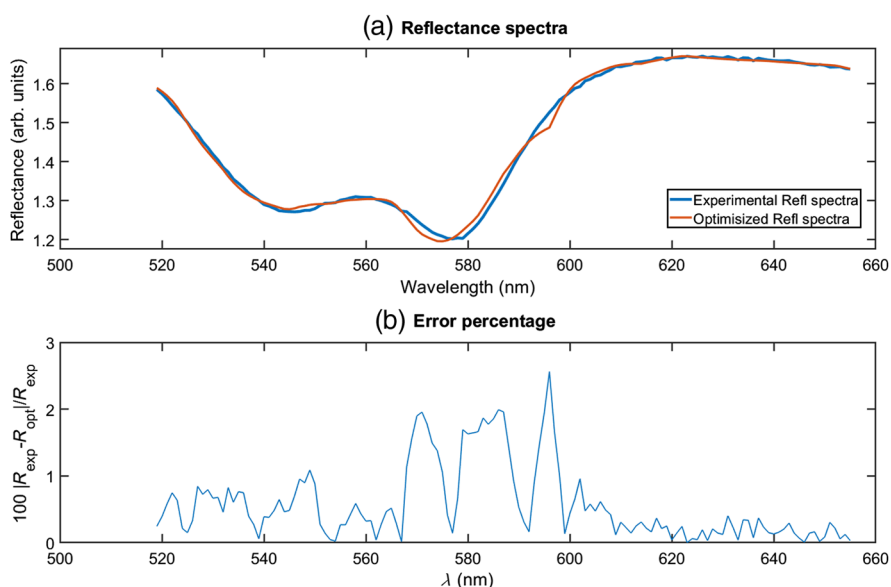 (a) Reflectance spectra
Reflectance (arb. units)
1.6
1.5
1.4
1.3
1.2
500 520 540 560 580 600 620 640 660
Wavelength (nm)
Experimental Refl spectra
Optimisized Refl spectra
(b) Error percentage
100 |Rexp-Ropt|/Rexp
3
2
1
0
500 520 540 560 580 600 620 640 660
λ (nm)